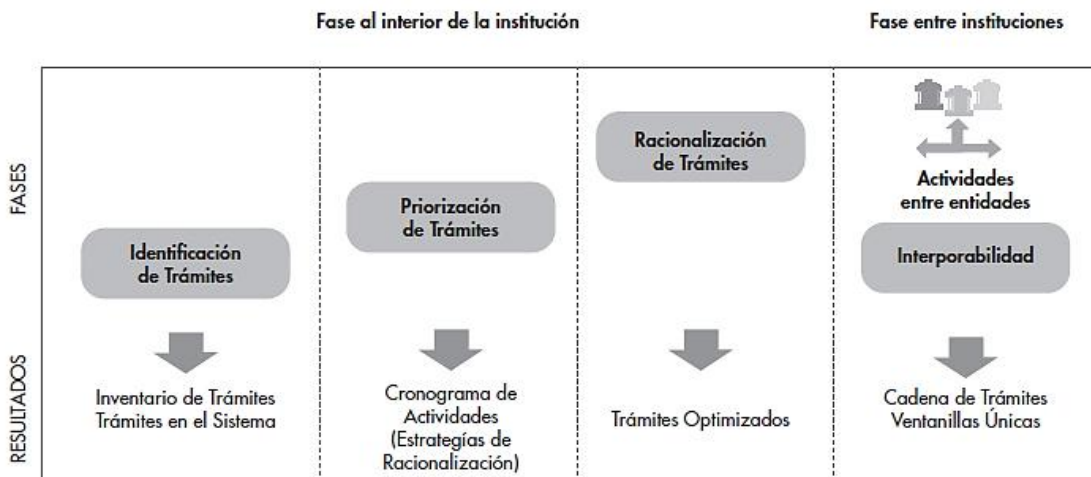 Fase al interior de la institución
Fase entre instituciones
FASES
Identificación
de Trámites
Priorización
de Trámites
Racionalización
de Trámites
Actividades
entre entidades
Interporabilidad
RESULTADOS
Inventario de Trámites
Trámites en el Sistema
Cronograma de
Actividades
(Estrategías de
Racionalización)
Trámites Optimizados
Cadena de Trámites
Ventanillas Únicas